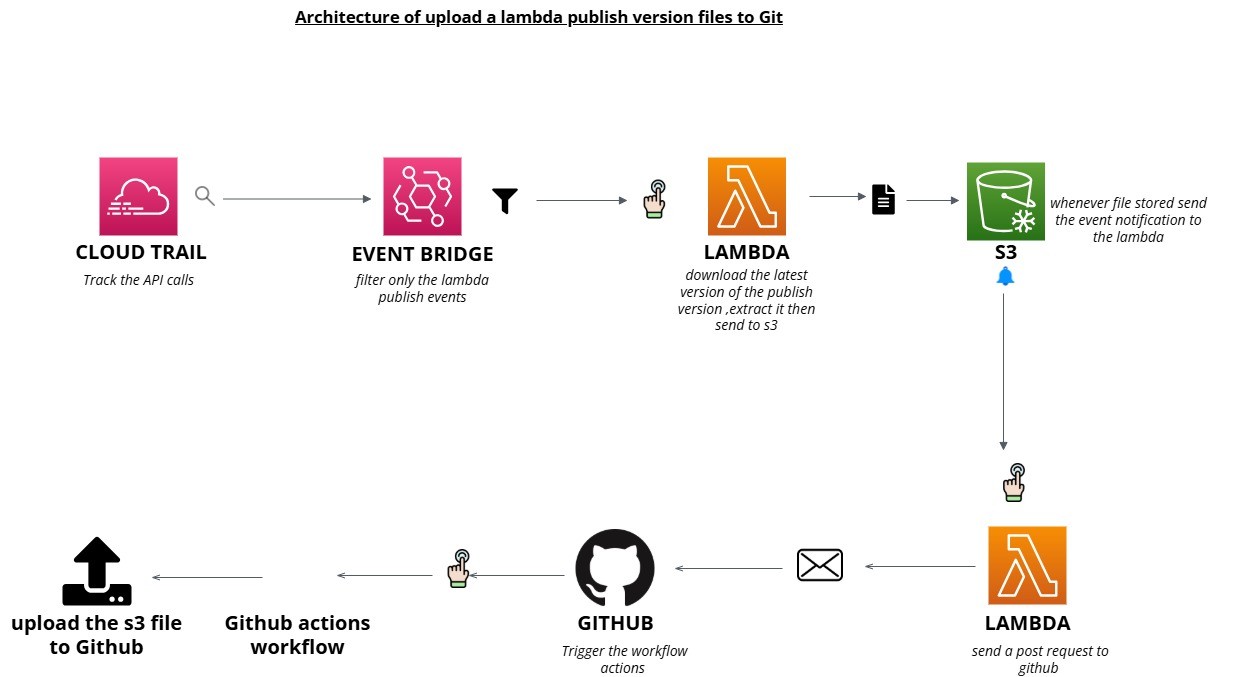 Architecture of upload a lambda publish version files to Git
CLOUD TRAIL
Track the API calls
EVENT BRIDGE
filter only the lambda
publish events
LAMBDA
download the latest
version of the publish
version ,extract it then
send to s3
S3
whenever file stored send
the event notification to
the lambda
upload the s3 file
to Github
Github actions
workflow
GITHUB
Trigger the workflow
actions
LAMBDA
send a post request to
github